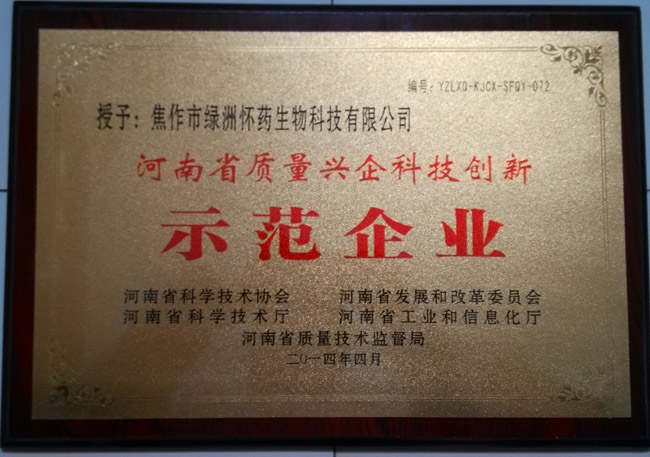 编号：YZLXQ-KJCX-SFQY-072
授予：焦作市绿洲怀药生物科技有限公司
河南省质量兴企科技创新
示范企业
河南省科学技术协会 河南省发展和改革委员会
河南省科学技术厅 河南省工业和信息化厅
河南省质量技术监督局
二〇一四年四月